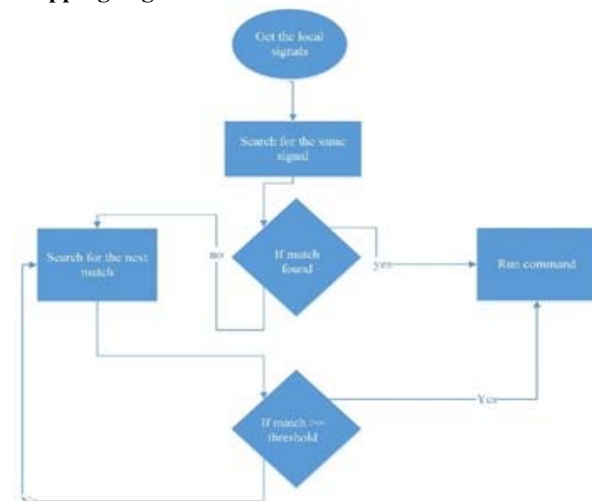 Get the local
signals
Search for the same
signal
If match
found
no
yes
Search for the next
match
Run command
If match >=
threshold
Yes